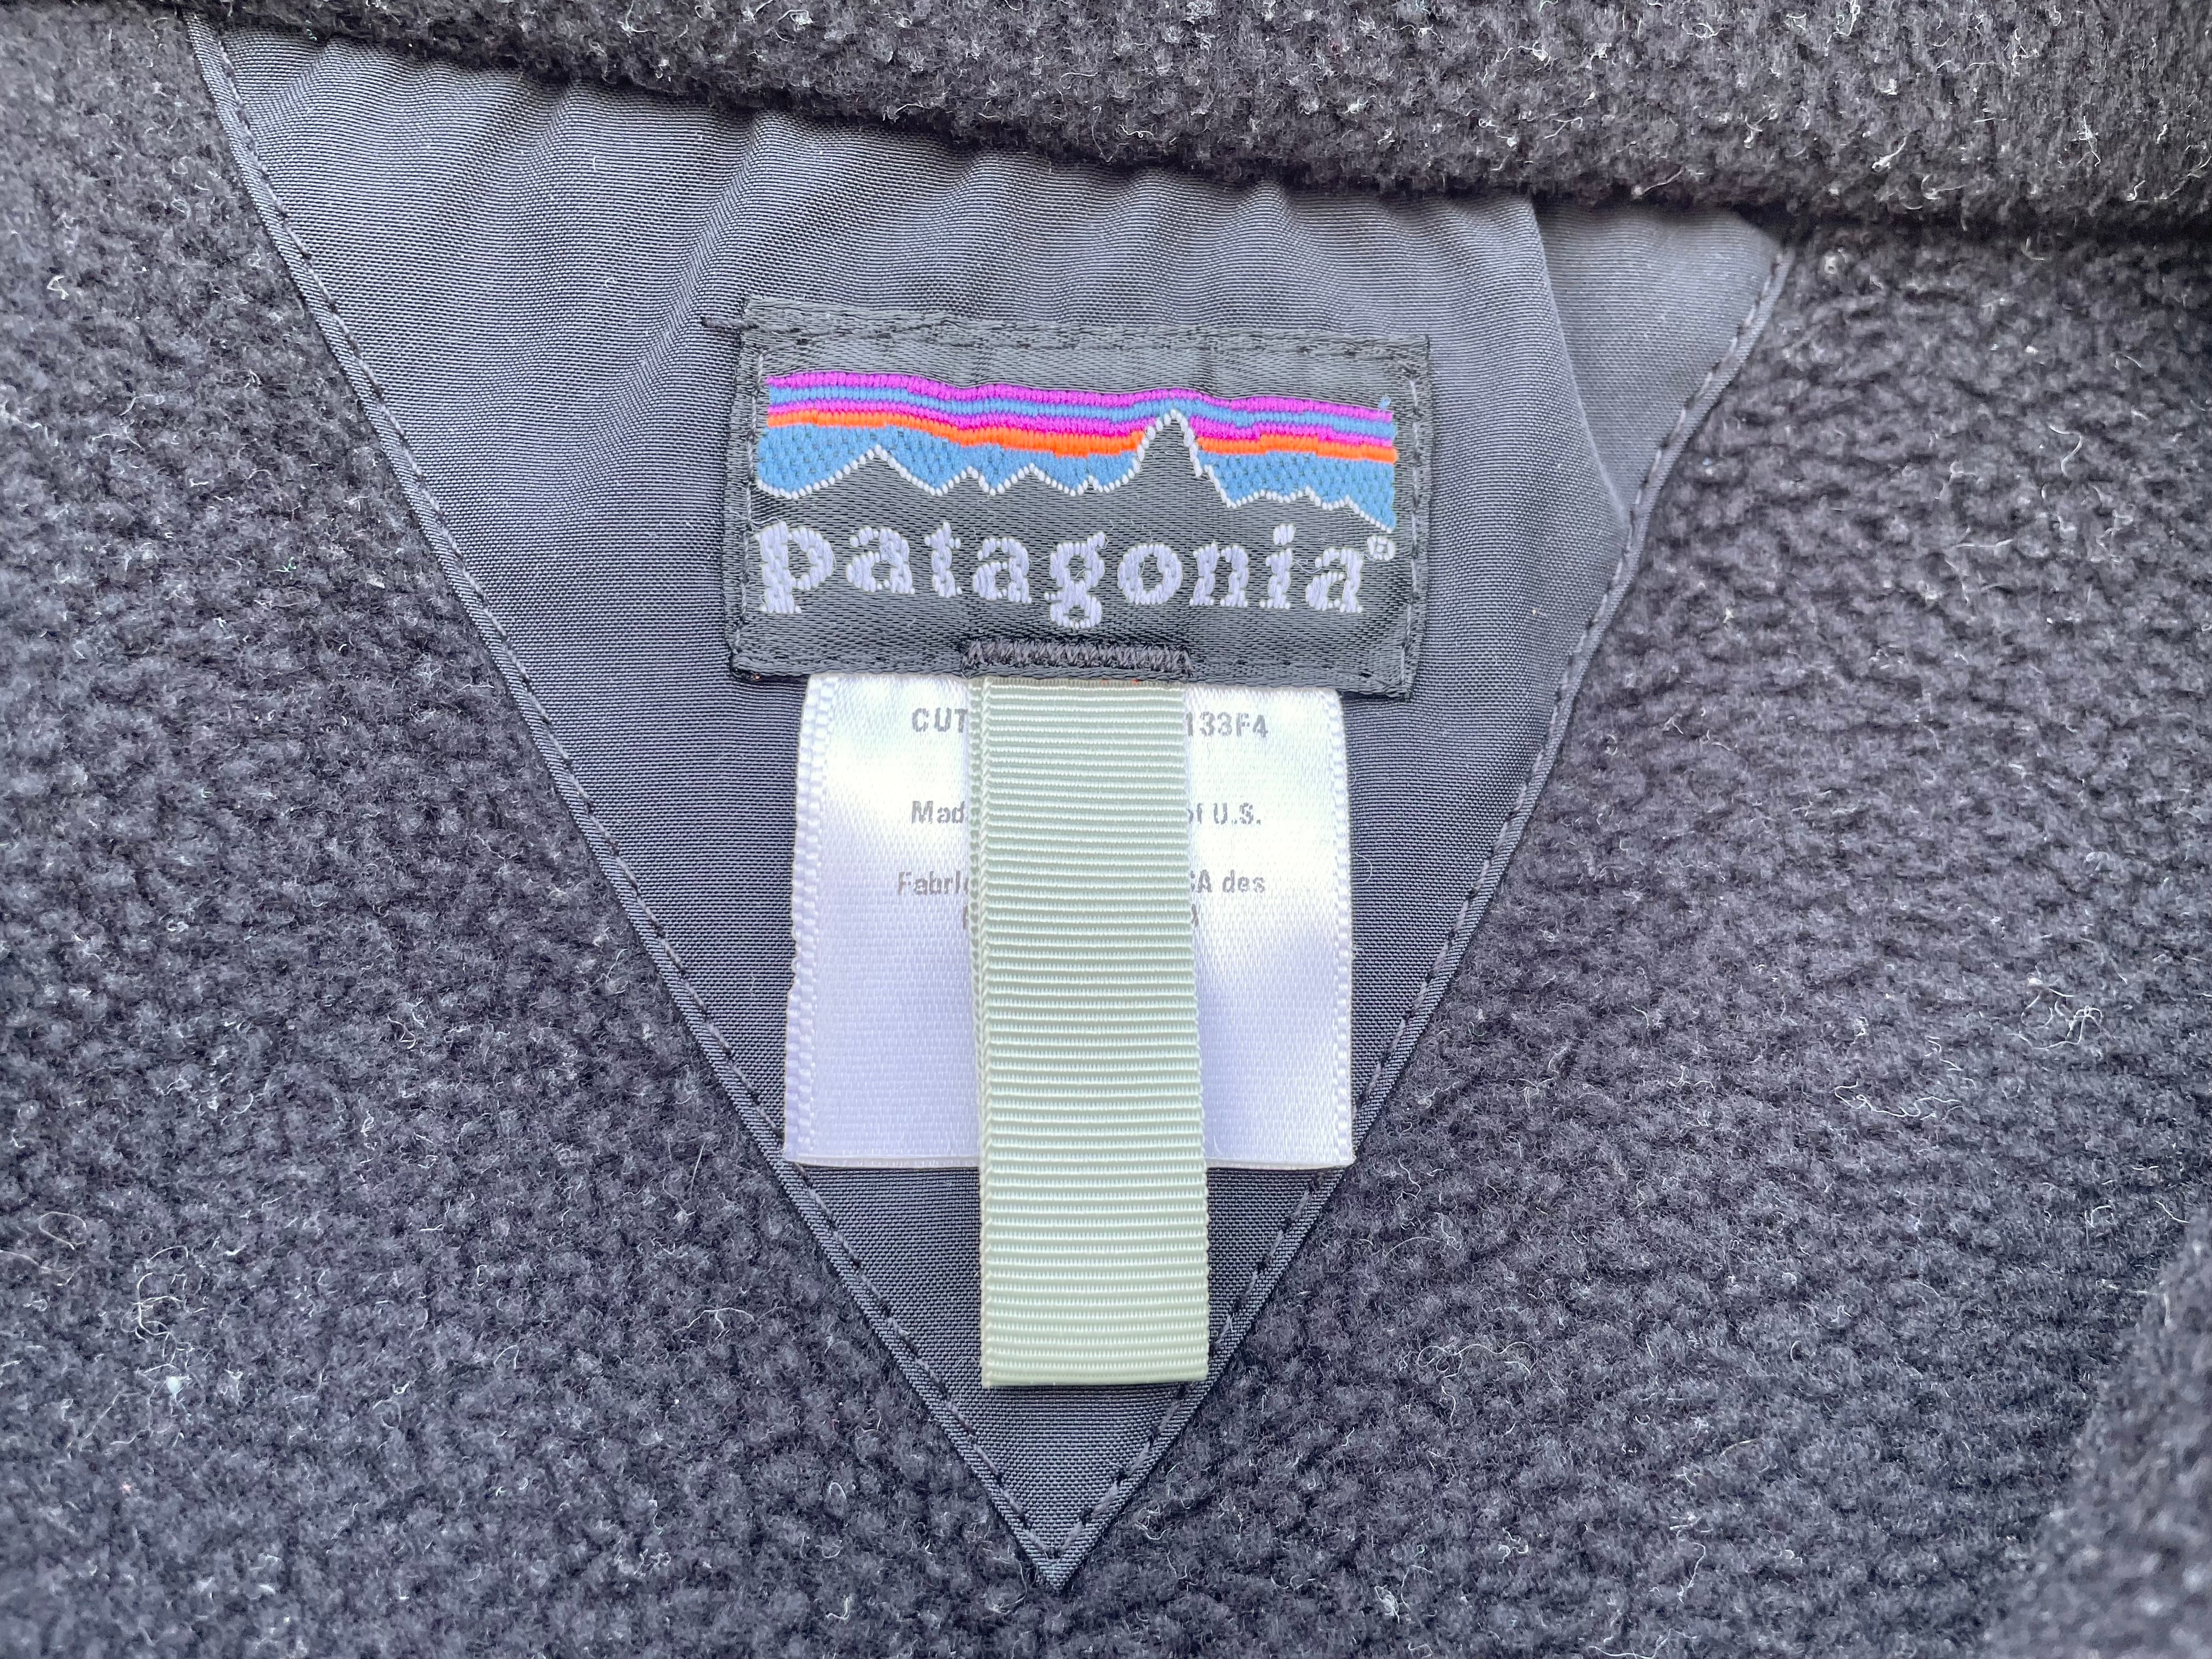 patagonia®
CUT 133F4
Mad of U.S.
Fabri A des